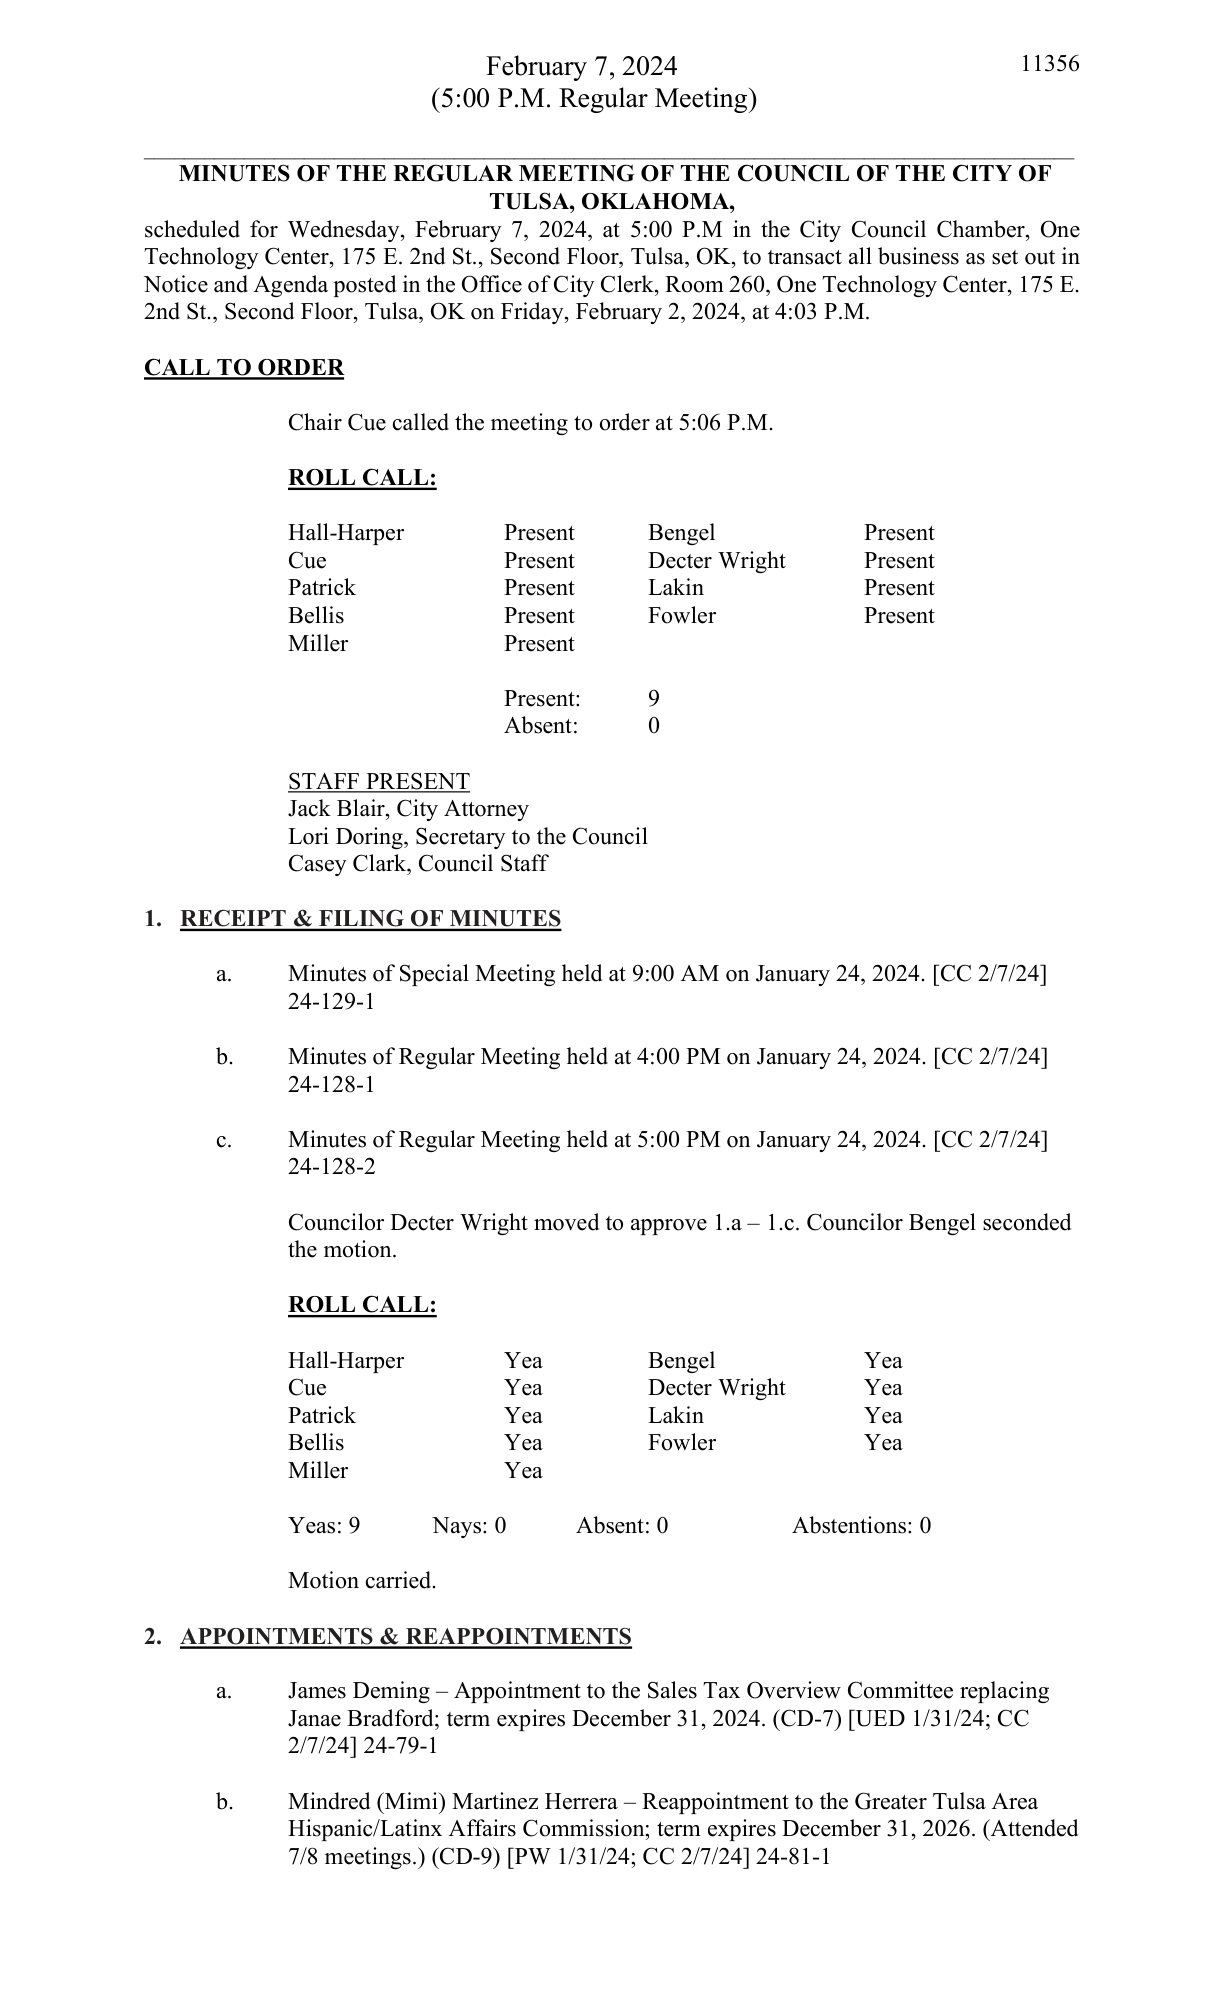 February 7, 2024
11356
(5:00 P.M. Regular Meeting)
MINUTES OF THE REGULAR MEETING OF THE COUNCIL OF THE CITY OF
TULSA, OKLAHOMA,
scheduled for Wednesday, February 7, 2024, at 5:00 P.M in the City Council Chamber, One
Technology Center, 175 E. 2nd St., Second Floor, Tulsa, OK, to transact all business as set out in
Notice and Agenda posted in the Office of City Clerk, Room 260, One Technology Center, 175 E.
2nd St., Second Floor, Tulsa, OK on Friday, February 2, 2024, at 4:03 P.M.
CALL TO ORDER
Chair Cue called the meeting to order at 5:06 P.M.
ROLL CALL:
Hall-Harper Present Bengel Present
Cue Present Decter Wright Present
Patrick Present Lakin Present
Bellis Present Fowler Present
Miller Present
Present: 9
Absent: 0
STAFF PRESENT
Jack Blair, City Attorney
Lori Doring, Secretary to the Council
Casey Clark, Council Staff
1. RECEIPT & FILING OF MINUTES
a. Minutes of Special Meeting held at 9:00 AM on January 24, 2024. [CC 2/7/24]
24-129-1
b. Minutes of Regular Meeting held at 4:00 PM on January 24, 2024. [CC 2/7/24]
24-128-1
c. Minutes of Regular Meeting held at 5:00 PM on January 24, 2024. [CC 2/7/24]
24-128-2
Councilor Decter Wright moved to approve 1.a – 1.c. Councilor Bengel seconded
the motion.
ROLL CALL:
Hall-Harper Yea Bengel Yea
Cue Yea Decter Wright Yea
Patrick Yea Lakin Yea
Bellis Yea Fowler Yea
Miller Yea
Yeas: 9 Nays: 0 Absent: 0 Abstentions: 0
Motion carried.
2. APPOINTMENTS & REAPPOINTMENTS
a. James Deming – Appointment to the Sales Tax Overview Committee replacing
Janae Bradford; term expires December 31, 2024. (CD-7) [UED 1/31/24; CC
2/7/24] 24-79-1
b. Mindred (Mimi) Martinez Herrera – Reappointment to the Greater Tulsa Area
Hispanic/Latinx Affairs Commission; term expires December 31, 2026. (Attended
7/8 meetings.) (CD-9) [PW 1/31/24; CC 2/7/24] 24-81-1